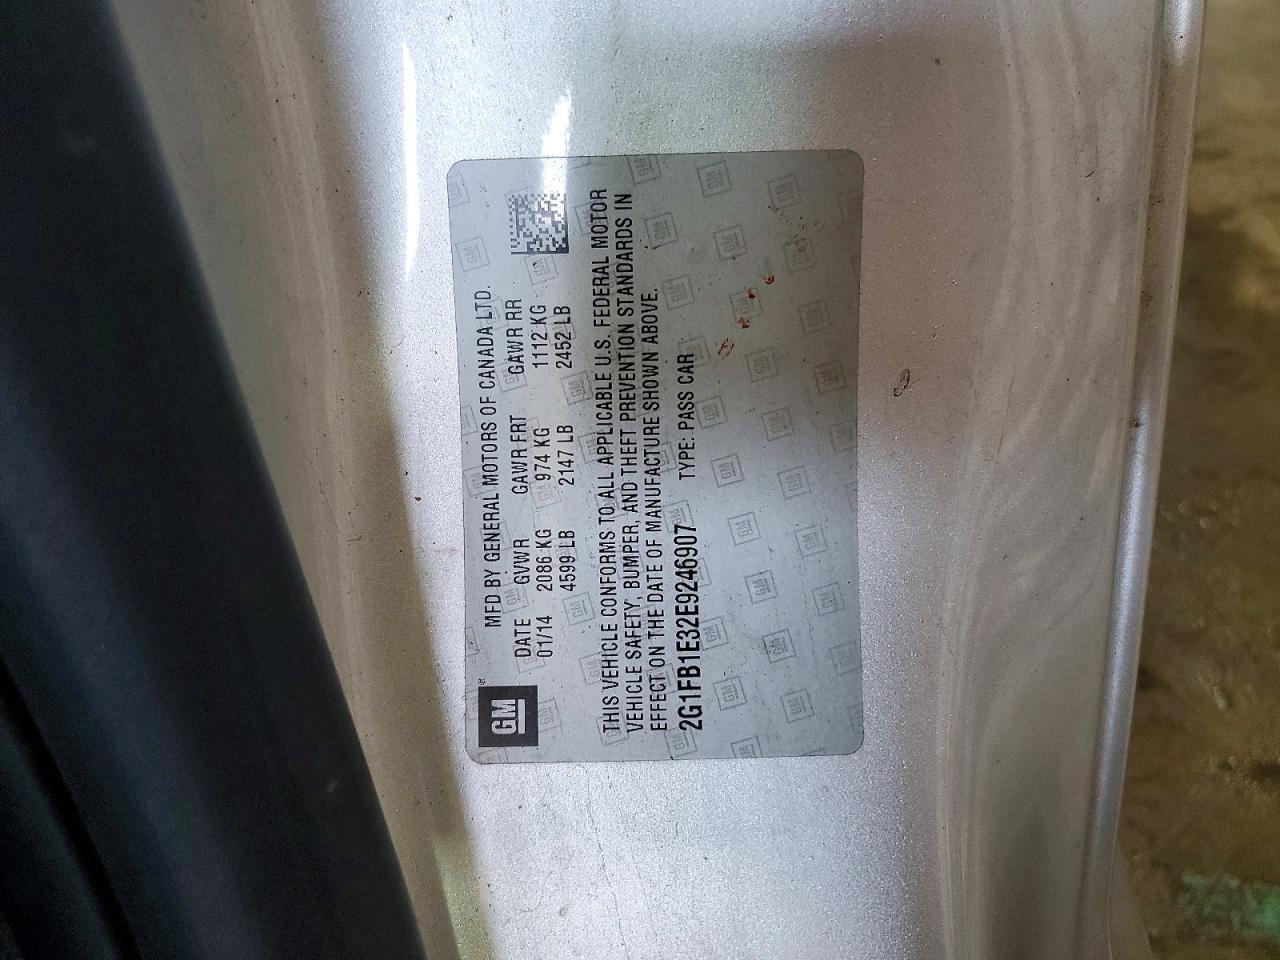 GM®
MFD BY GENERAL MOTORS OF CANADA LTD.
DATE GVWR GAWR FRT GAWR RR
01/14 2086 KG 974 KG 1112 KG
4599 LB 2147 LB 2452 LB
THIS VEHICLE CONFORMS TO ALL APPLICABLE U.S. FEDERAL MOTOR
VEHICLE SAFETY, BUMPER, AND THEFT PREVENTION STANDARDS IN
EFFECT ON THE DATE OF MANUFACTURE SHOWN ABOVE.
2G1FB1E32E9246907 TYPE: PASS CAR